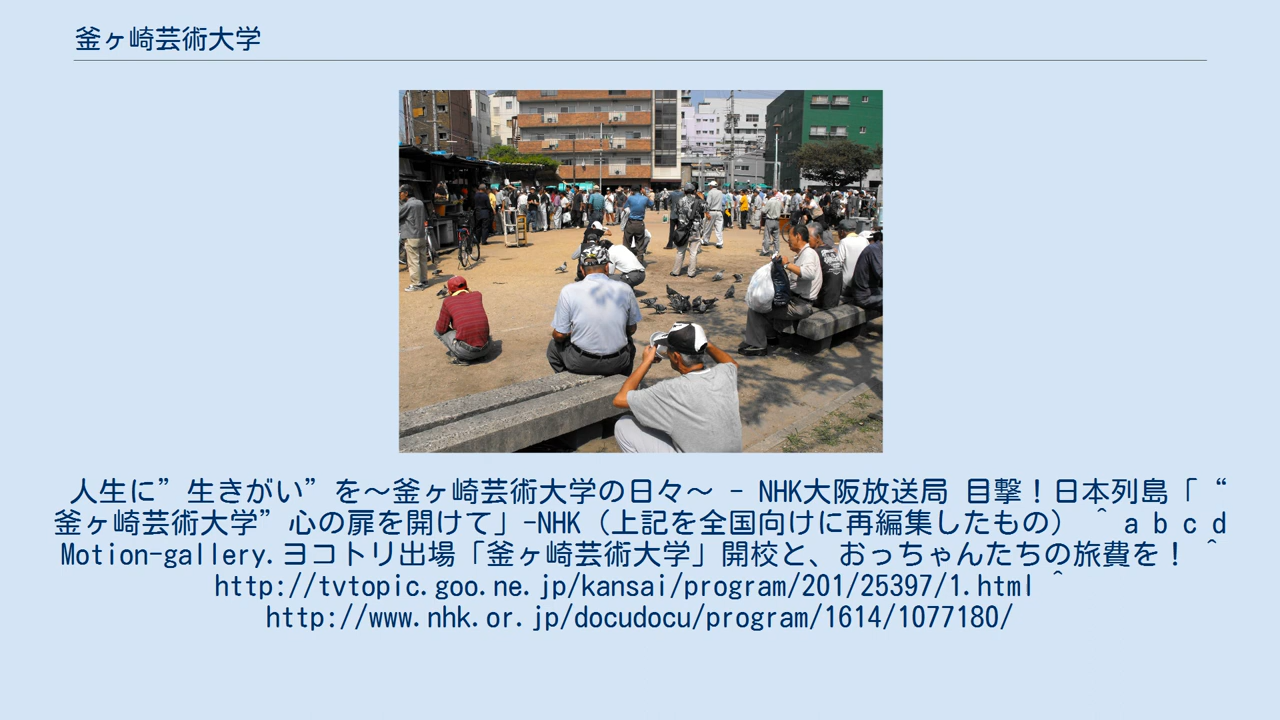 釜ヶ崎芸術大学
人生に”生きがい”を～釜ヶ崎芸術大学の日々～ - NHK大阪放送局 目撃！日本列島「“
釜ヶ崎芸術大学”心の扉を開けて」-NHK（上記を全国向けに再編集したもの） ^ a b c d
Motion-gallery.ヨコトリ出場「釜ヶ崎芸術大学」開校と、おっちゃんたちの旅費を！ ^
http://tvtopic.goo.ne.jp/kansai/program/201/25397/1.html ^
http://www.nhk.or.jp/docudocu/program/1614/1077180/